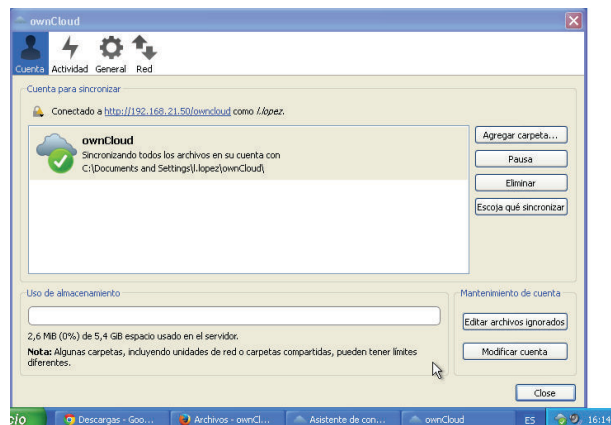 ownCloud
Cuenta Actividad General Red
Cuenta para sincronizar
Conectado a http://192.168.21.50/owncloud como l.lopez.
ownCloud
Sincronizando todos los archivos en su cuenta con
C:\Documents and Settings\l.lopez\ownCloud\
Agregar carpeta...
Pausa
Eliminar
Escoja qué sincronizar
Uso de almacenamiento
2,6 MB (0%) de 5,4 GB espacio usado en el servidor.
Nota: Algunas carpetas, incluyendo unidades de red o carpetas compartidas, pueden tener límites
diferentes.
Mantenimiento de cuenta
Editar archivos ignorados
Modificar cuenta
Close
cio Descargas - Goo... Archivos - ownCl... Asistente de con... ownCloud ES 16:14